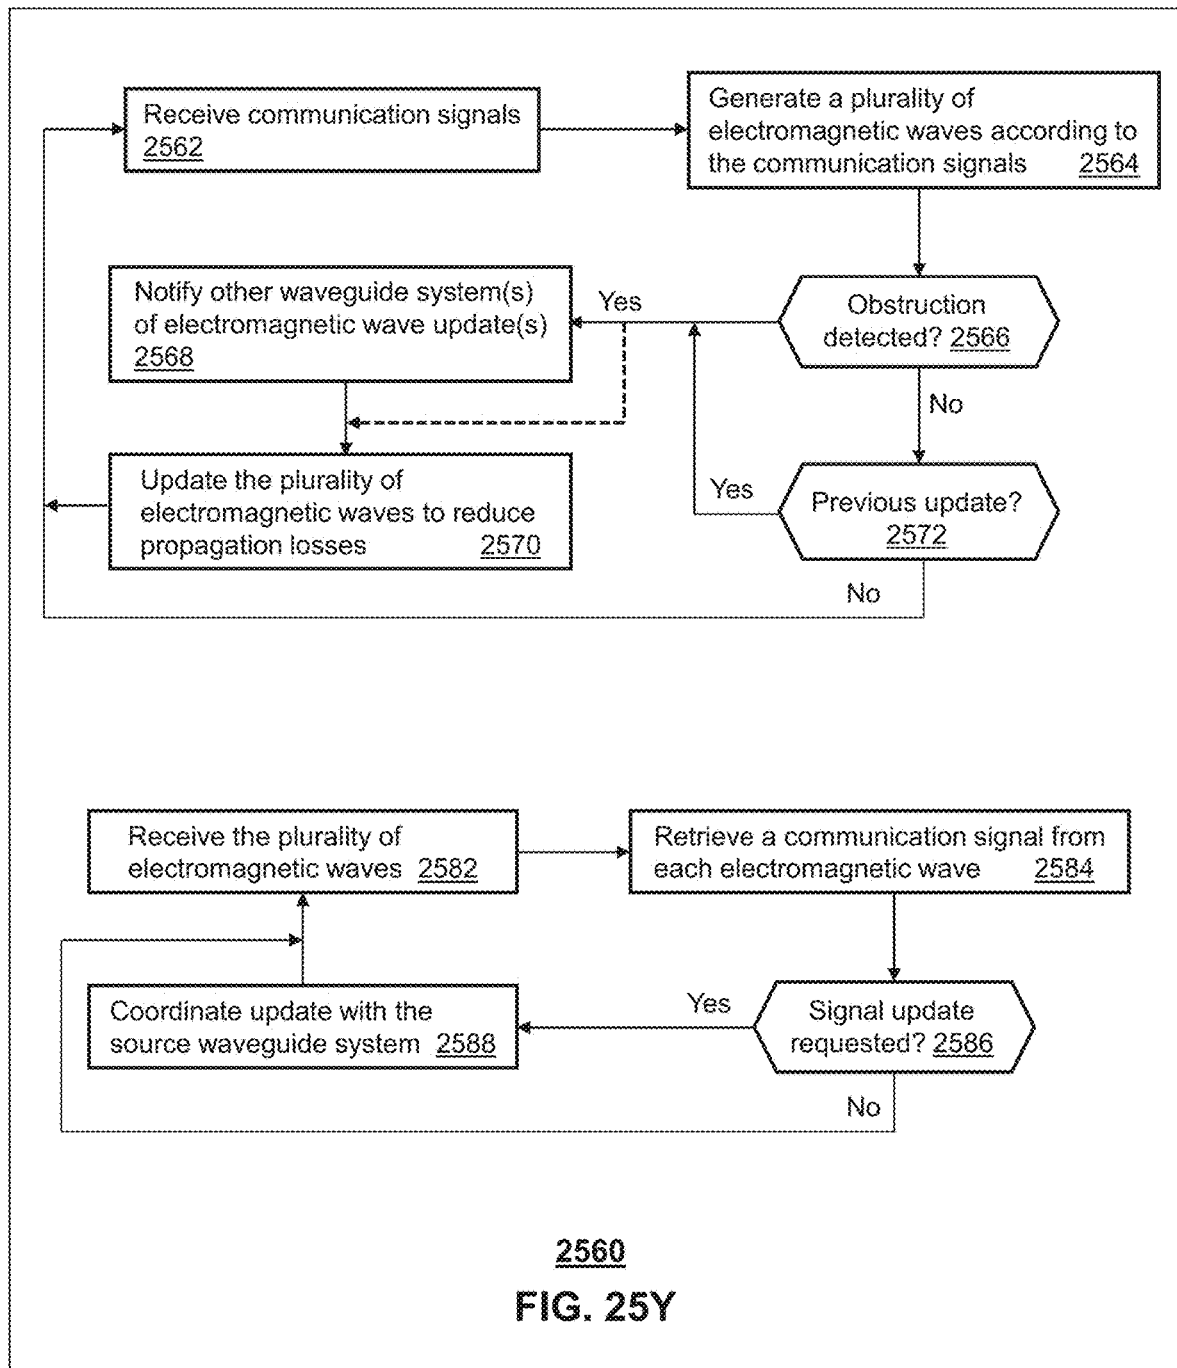 Receive communication signals
2562
Generate a plurality of
electromagnetic waves according to
the communication signals 2564
Notify other waveguide system(s)
of electromagnetic wave update(s)
2568
Yes
Obstruction
detected? 2566
No
Update the plurality of
electromagnetic waves to reduce
propagation losses 2570
Yes
Previous update?
2572
No
Receive the plurality of
electromagnetic waves 2582
Retrieve a communication signal from
each electromagnetic wave 2584
Coordinate update with the
source waveguide system 2588
Yes
Signal update
requested? 2586
No
2560
FIG. 25Y